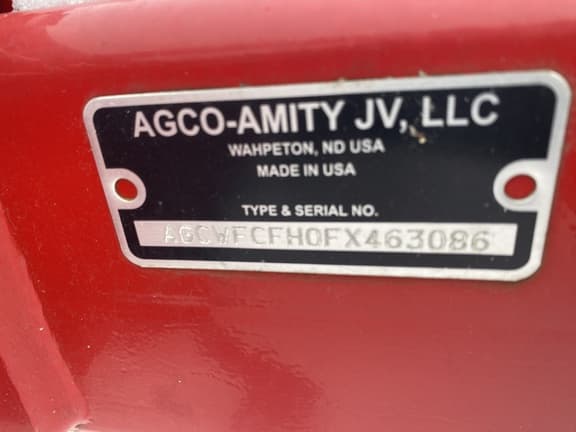 AGCO-AMITY JV, LLC
WAHPETON, ND USA
MADE IN USA
TYPE & SERIAL NO.
AGCWFCFH0FX463086